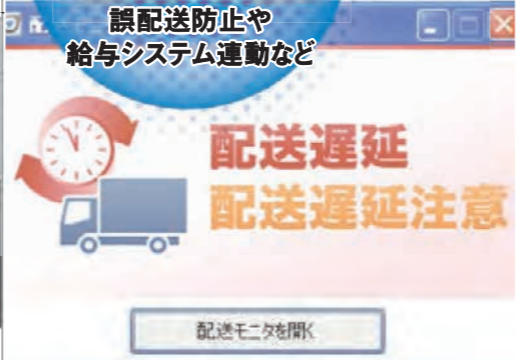 誤配送防止や
給与システム連動など
配送遅延
配送遅延注意
配送モニタを開く